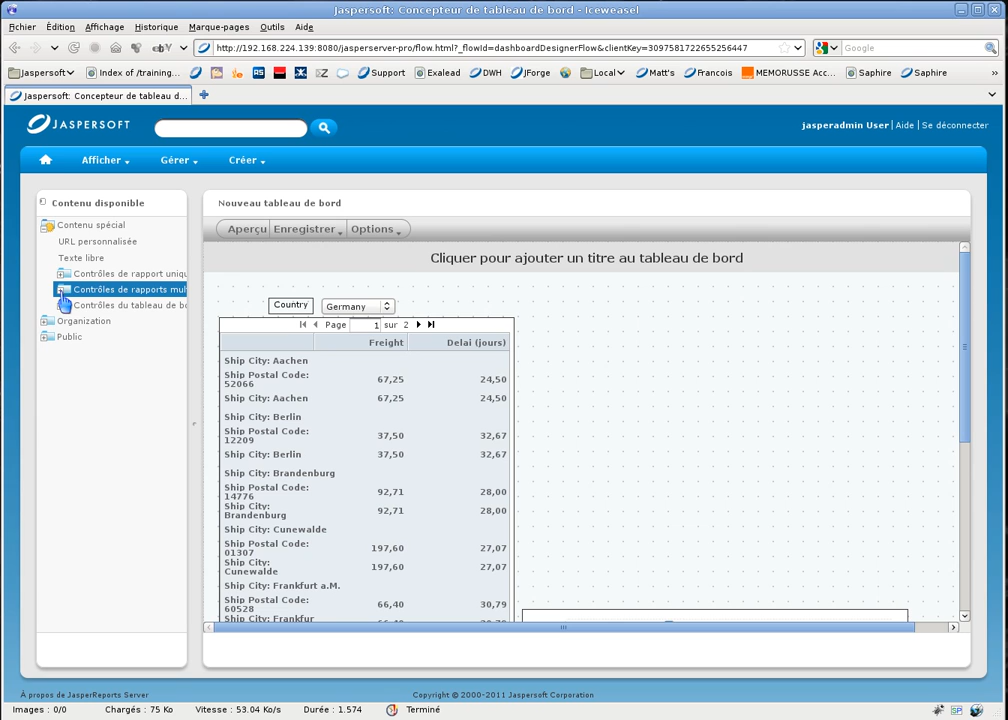 Jaspersoft: Concepteur de tableau de bord - Iceweasel
Fichier Édition Affichage Historique Marque-pages Outils Aide
http://192.168.224.139:8080/jasperserver-pro/flow.html?_flowId=dashboardDesignerFlow&clientKey=3097581722655256447 Google
Jaspersoft Index of /training... Support Exalead DWH JForge Local Matt's Francois MEMORUSSE Acc... Saphire Saphire »
Jaspersoft: Concepteur de tableau d...
JASPERSOFT
jasperadmin User | Aide | Se déconnecter
Afficher Gérer Créer
Contenu disponible
Contenu spécial
URL personnalisée
Texte libre
Contrôles de rapport uniqu
Contrôles de rapports mul
Contrôles du tableau de bo
Organization
Public
Nouveau tableau de bord
Aperçu Enregistrer Options
Cliquer pour ajouter un titre au tableau de bord
Country Germany
Page 1 sur 2
Freight Delai (jours)
Ship City: Aachen
Ship Postal Code: 52066 67,25 24,50
Ship City: Aachen 67,25 24,50
Ship City: Berlin
Ship Postal Code: 12209 37,50 32,67
Ship City: Berlin 37,50 32,67
Ship City: Brandenburg
Ship Postal Code: 14776 92,71 28,00
Ship City: Brandenburg 92,71 28,00
Ship City: Cunewalde
Ship Postal Code: 01307 197,60 27,07
Ship City: Cunewalde 197,60 27,07
Ship City: Frankfurt a.M.
Ship Postal Code: 60528 66,40 30,79
Ship City: Frankfur
À propos de JasperReports Server
Copyright © 2000-2011 Jaspersoft Corporation
Images : 0/0 Chargés : 75 Ko Vitesse : 53.04 Ko/s Durée : 1.574 Terminé